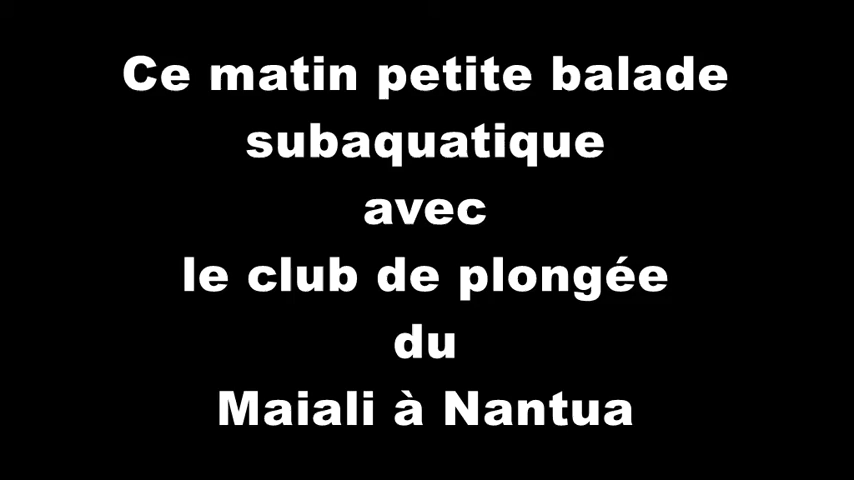 Ce matin petite balade
subaquatique
avec
le club de plongée
du
Maiali à Nantua